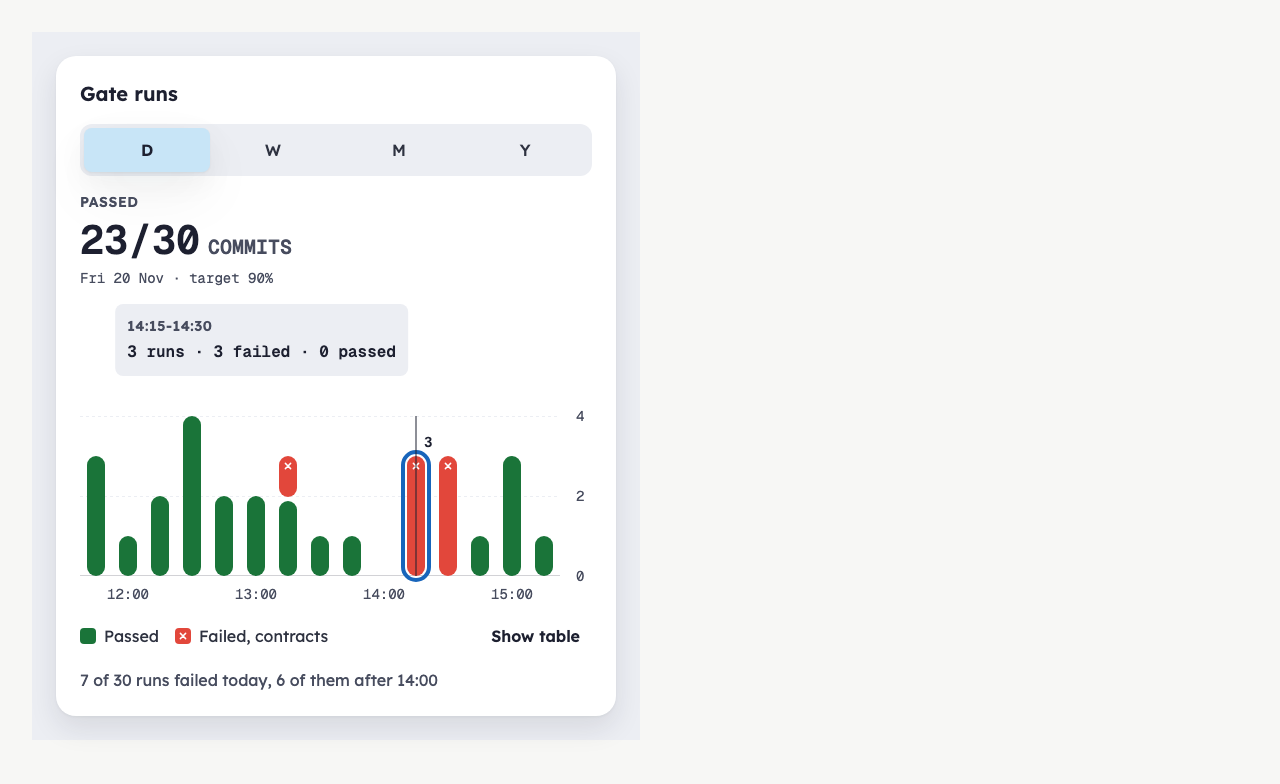 Gate runs
D W M Y
PASSED
23/30 COMMITS
Fri 20 Nov · target 90%
14:15-14:30
3 runs · 3 failed · 0 passed
4
3
2
0
12:00 13:00 14:00 15:00
Passed Failed, contracts Show table
7 of 30 runs failed today, 6 of them after 14:00